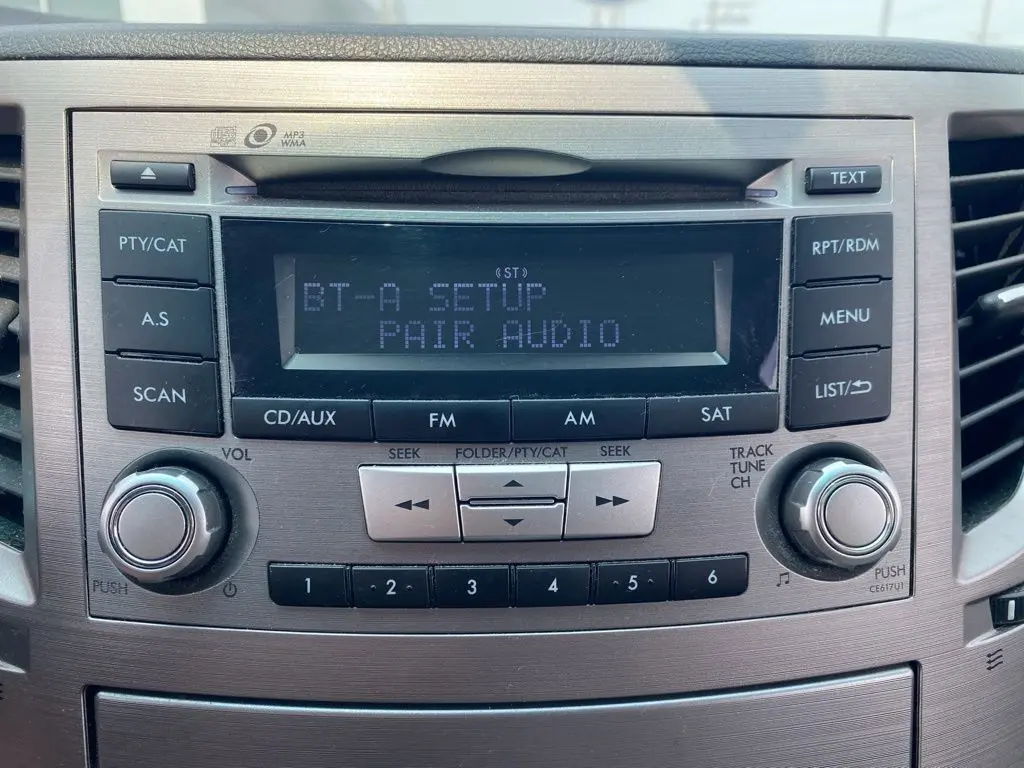 MP3
WMA
TEXT
PTY/CAT
RPT/RDM
(ST)
BT-A SETUP
PAIR AUDIO
A.S
MENU
SCAN
LIST/
CD/AUX
FM
AM
SAT
VOL
SEEK
FOLDER/PTY/CAT
SEEK
TRACK
TUNE
CH
1
2
3
4
5
6
PUSH
PUSH
CE617U1